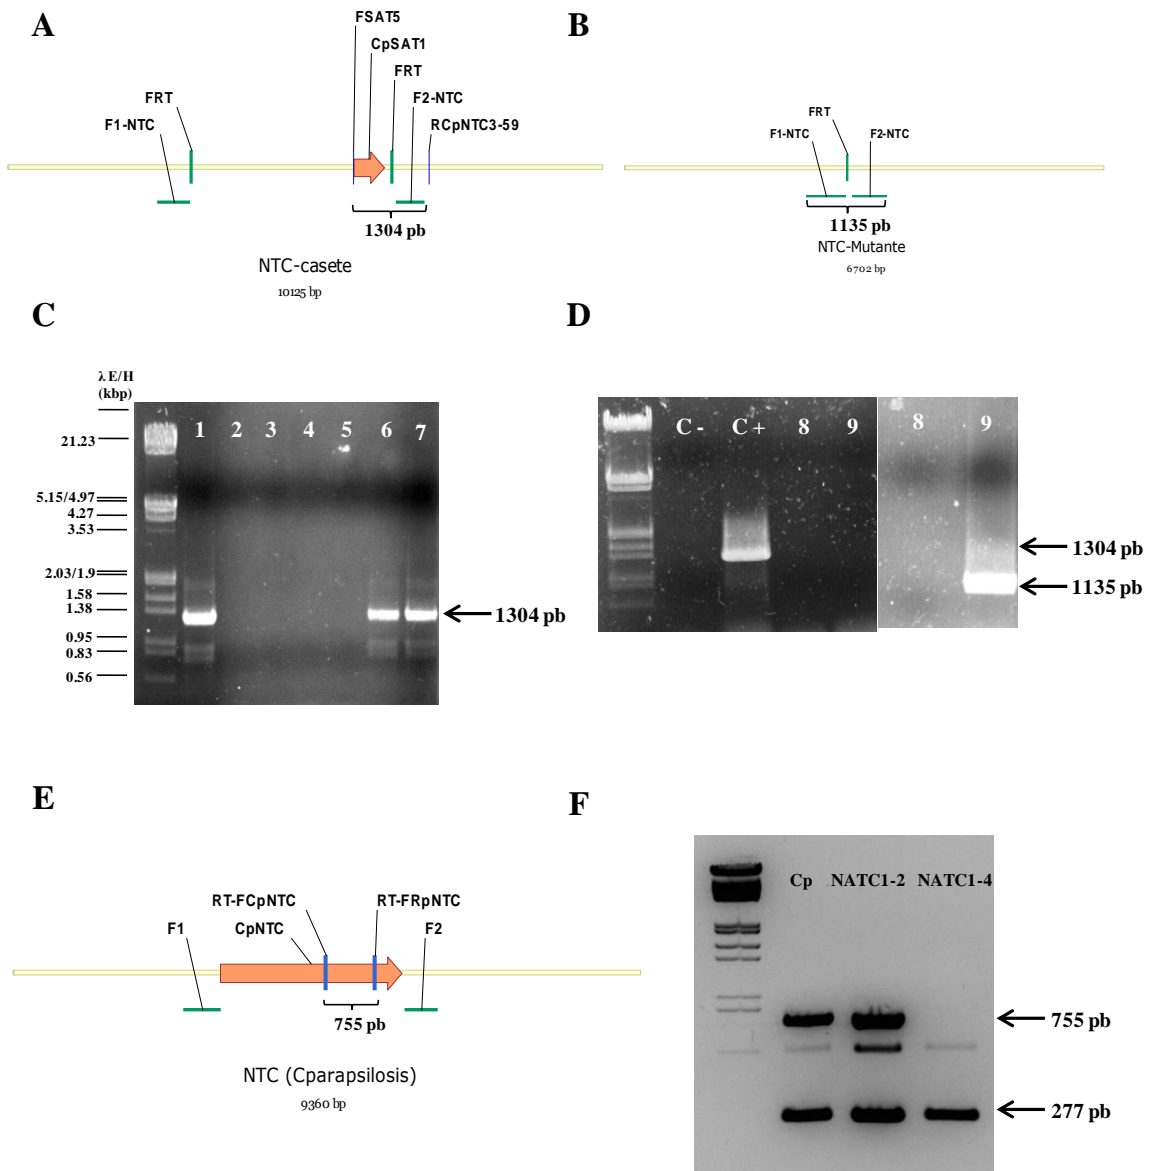 A
FSAT5
CpSAT1
FRT
FRT
F2-NTC
F1-NTC
RCpNTC3-59
1304 pb
NTC-casete
10125 bp
B
FRT
F1-NTC
F2-NTC
1135 pb
NTC-Mutante
6702 bp
C
λ E/H
(kbp)
21.23
5.15/4.97
4.27
3.53
2.03/1.9
1.58
1.38
0.95
0.83
0.56
1 2 3 4 5 6 7
1304 pb
D
C - C + 8 9 8 9
1304 pb
1135 pb
E
RT-FCpNTC
RT-FRpNTC
F1
CpNTC
F2
755 pb
NTC (Cparapsilosis)
9360 bp
F
Cp NATC1-2 NATC1-4
755 pb
277 pb